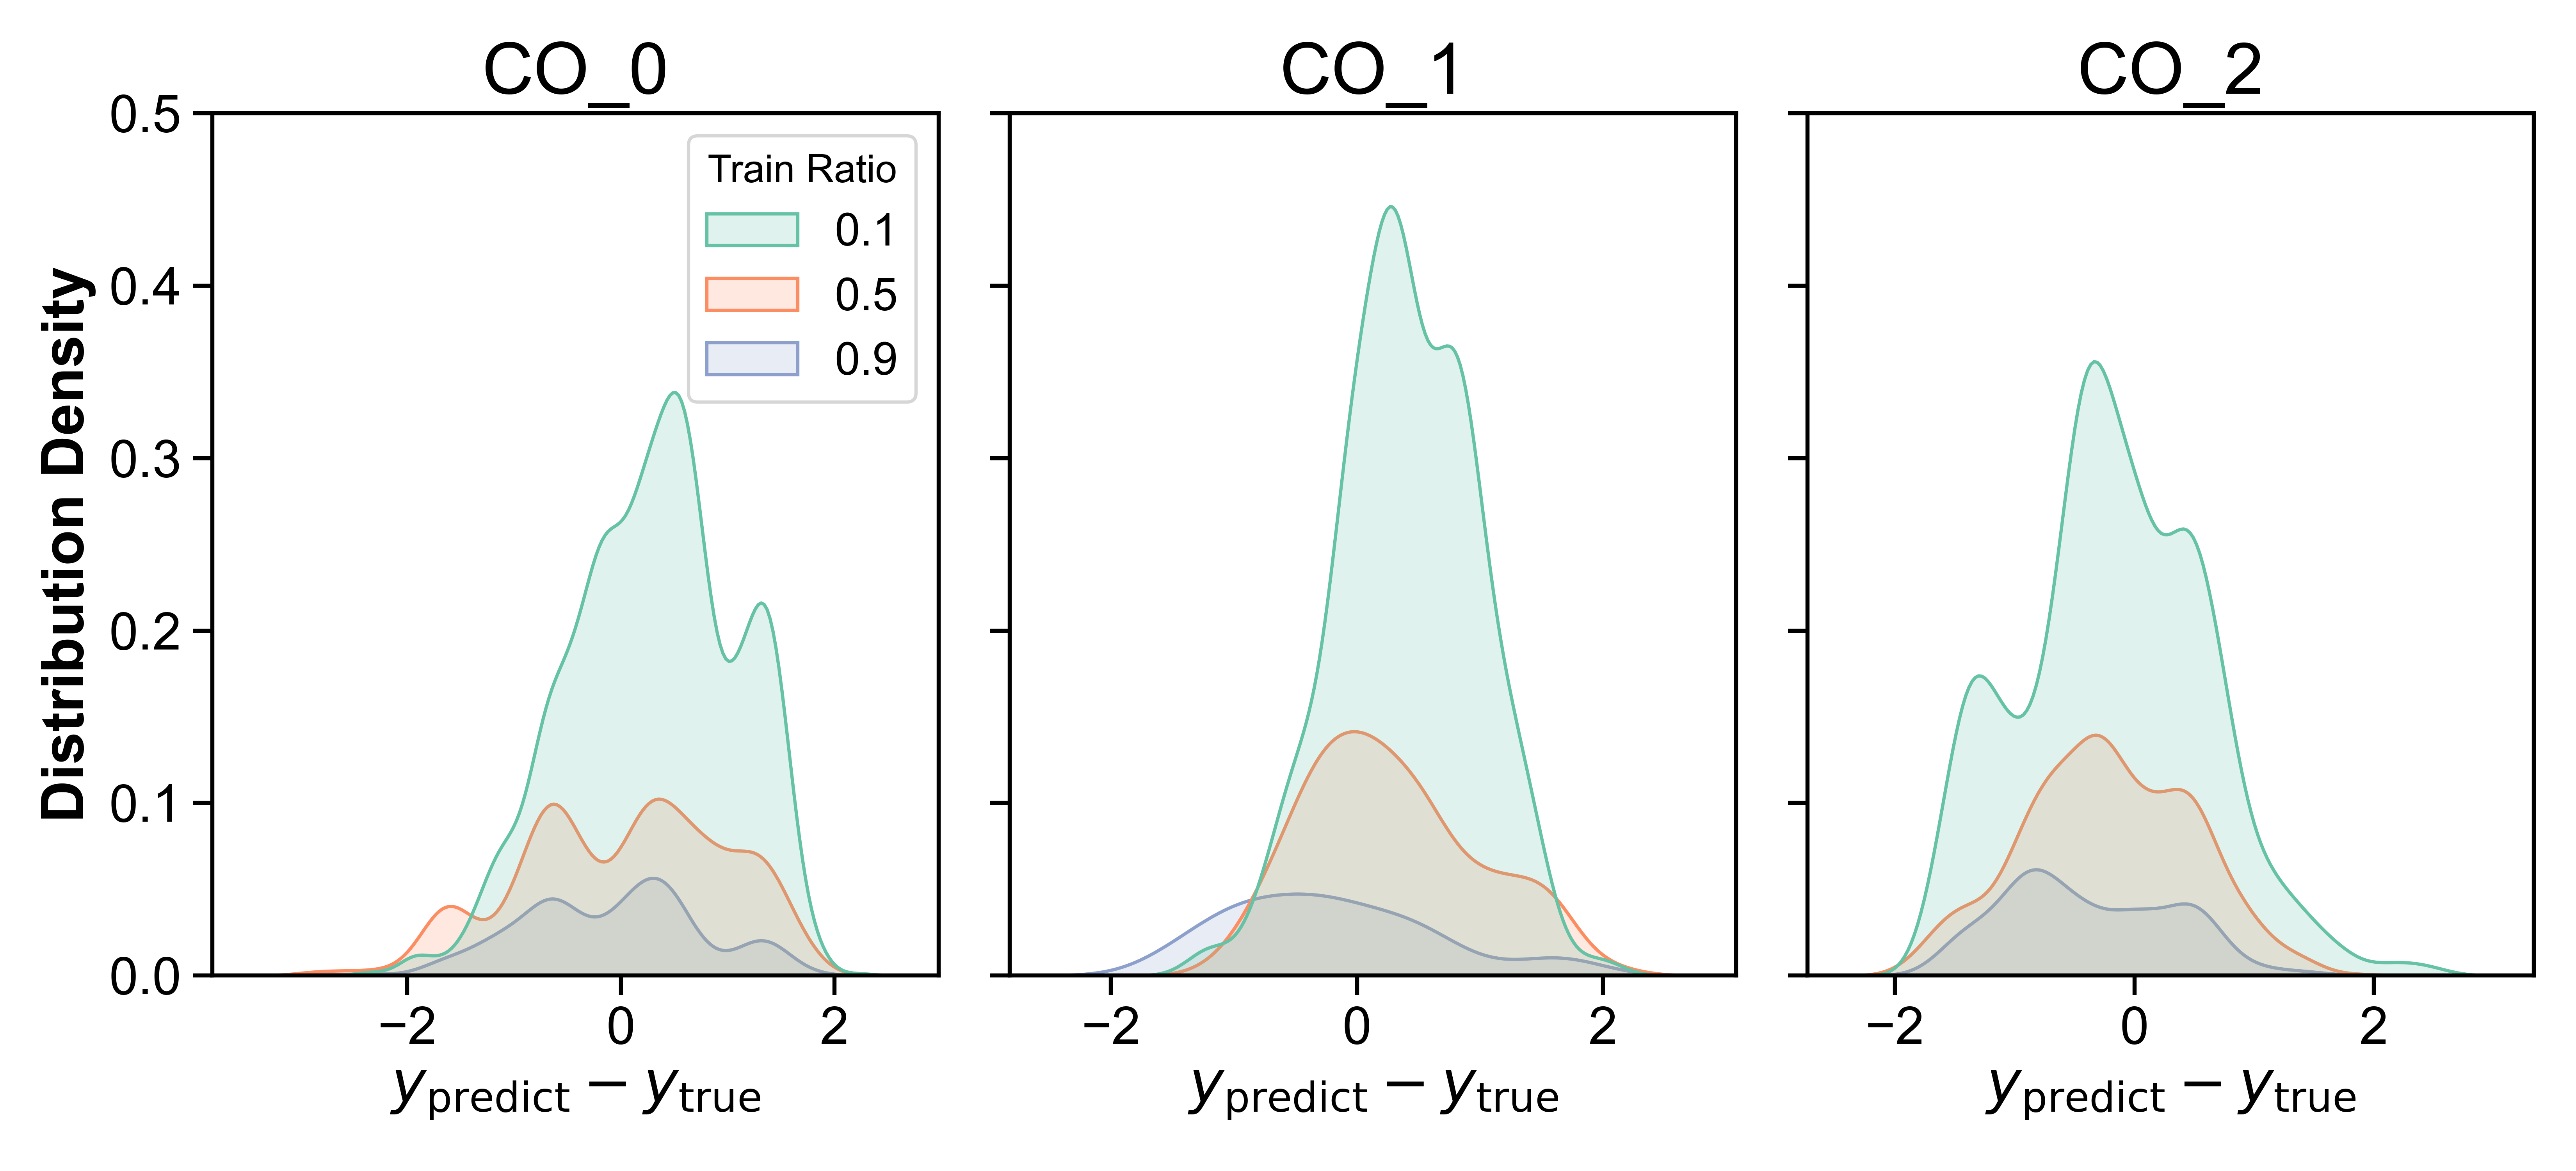 CO_0
CO_1
CO_2
Distribution Density
0.5
0.4
0.3
0.2
0.1
0.0
Train Ratio
0.1
0.5
0.9
−2 0 2
−2 0 2
−2 0 2
y_predict − y_true
y_predict − y_true
y_predict − y_true